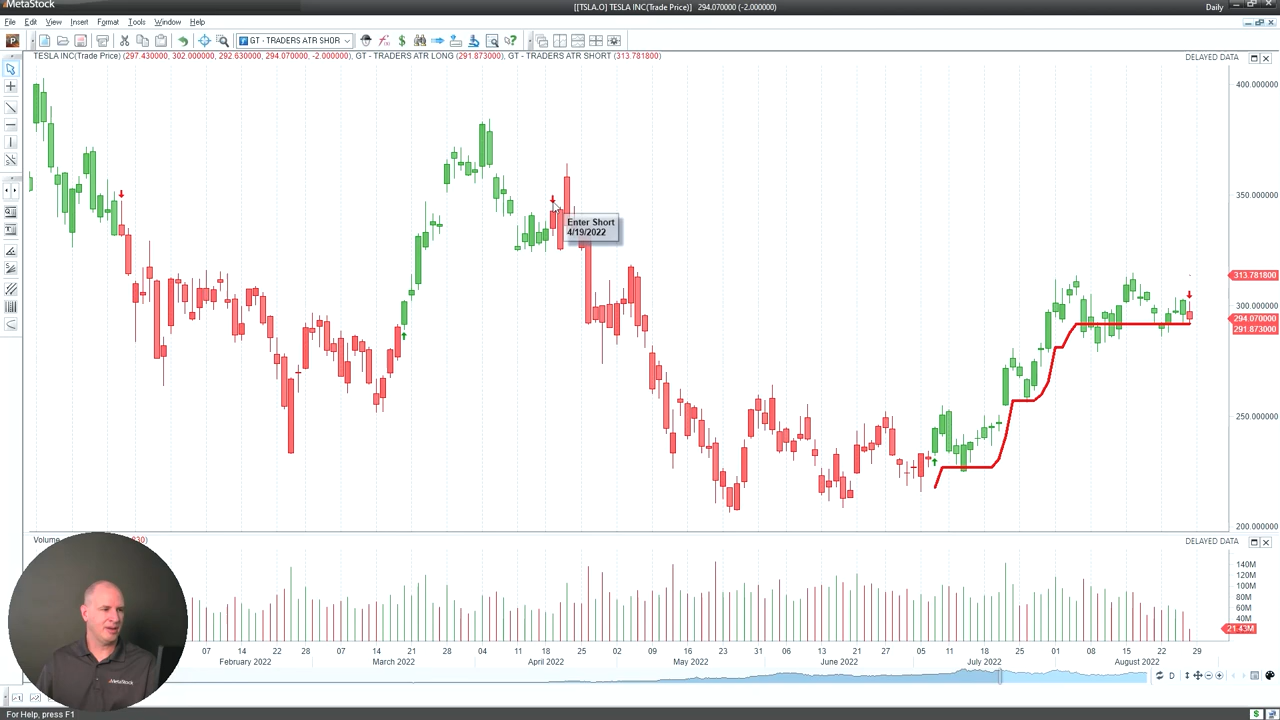 MetaStock
[[TSLA.O] TESLA INC(Trade Price)] 294.070000 (-2.000000)]
Daily
File Edit View Insert Format Tools Window Help
GT - TRADERS ATR SHOR
TESLA INC(Trade Price) (297.430000, 302.000000, 292.630000, 294.070000, -2.000000), GT - TRADERS ATR LONG (291.873000), GT - TRADERS ATR SHORT (313.781800)
DELAYED DATA
400.000000
350.000000
Enter Short
4/19/2022
313.781800
300.000000
294.070000
291.873000
250.000000
200.000000
Volume
DELAYED DATA
140M
120M
100M
80M
60M
40M
21.43M
07 14 22 28 07 14 21 28 04 11 18 25 02 09 16 23 31 06 13 21 27 05 11 18 25 01 08 15 22 29
February 2022 March 2022 April 2022 May 2022 June 2022 July 2022 August 2022
D
MetaStock
For Help, press F1